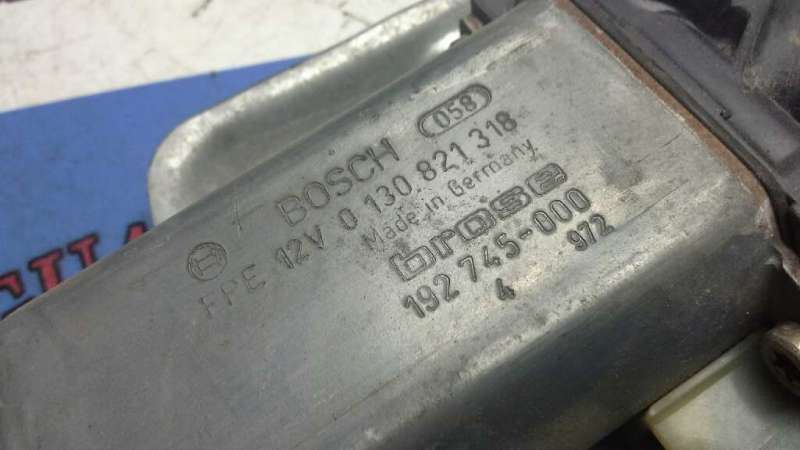 BOSCH 058
FPE 12V 0 130 821 318
Made in Germany
brose
192 745-000
4 972